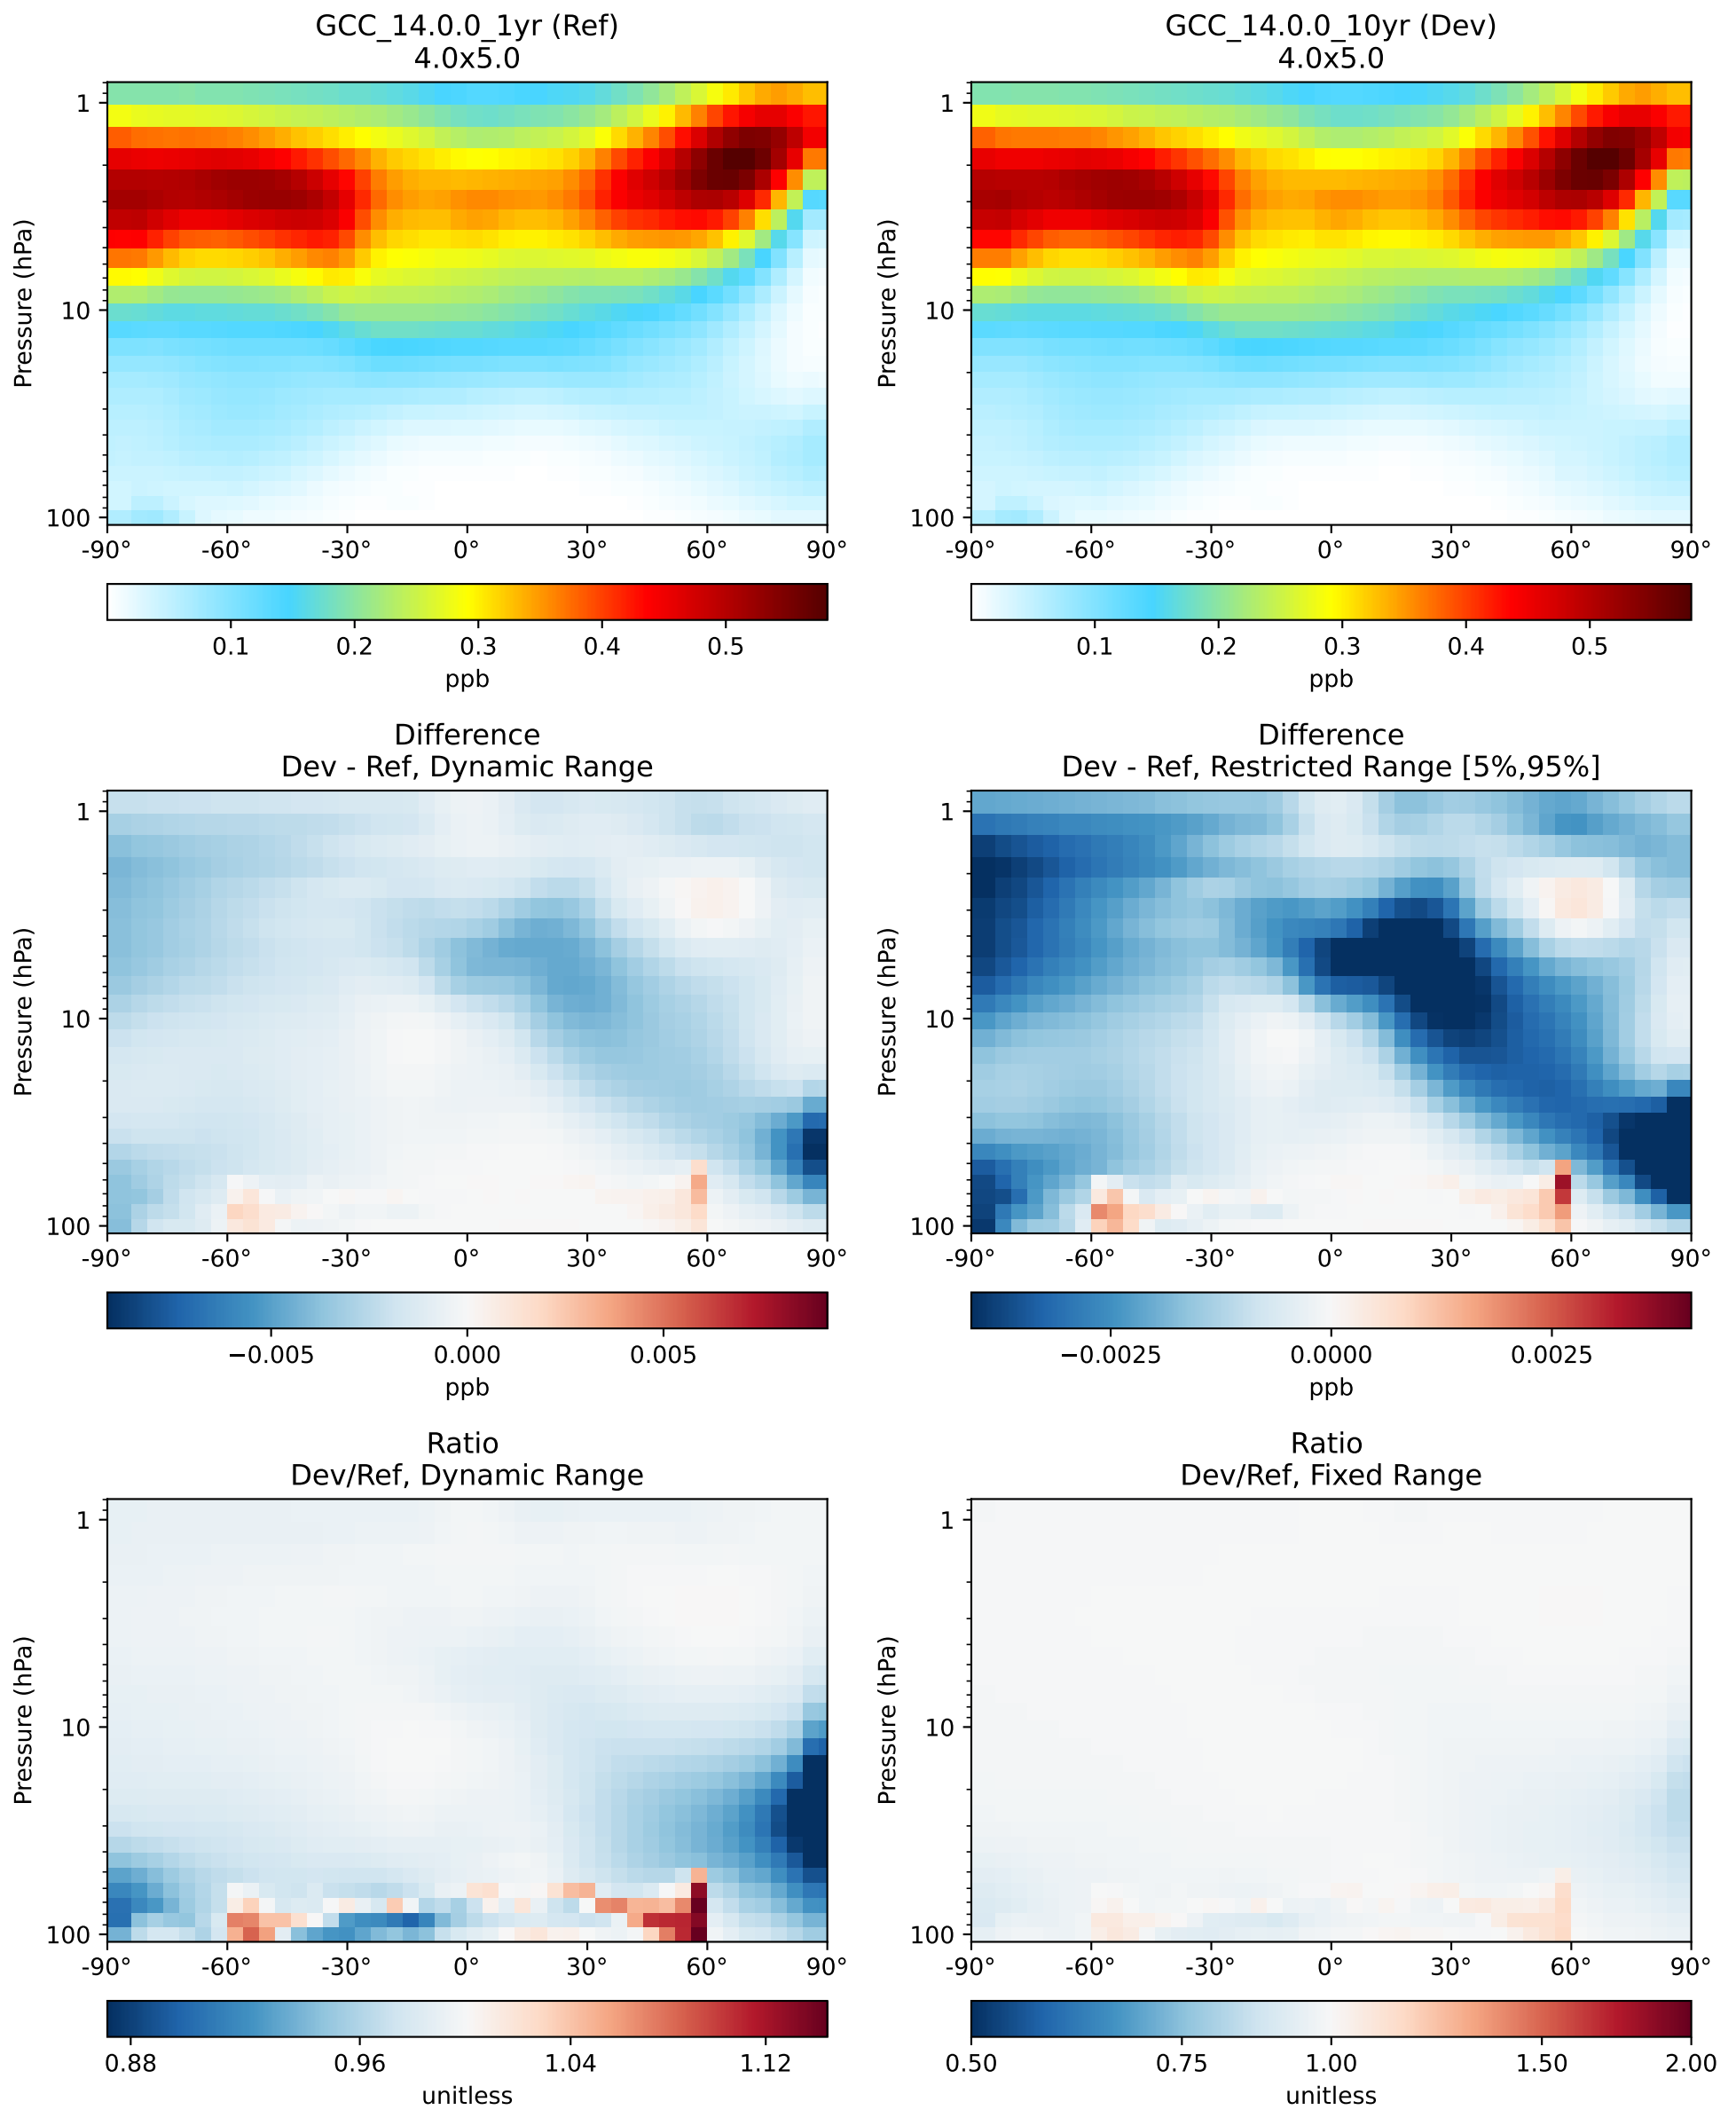 GCC_14.0.0_1yr (Ref)
4.0x5.0
Pressure (hPa)
1
10
100
-90° -60° -30° 0° 30° 60° 90°
0.1 0.2 0.3 0.4 0.5
ppb
GCC_14.0.0_10yr (Dev)
4.0x5.0
Pressure (hPa)
1
10
100
-90° -60° -30° 0° 30° 60° 90°
0.1 0.2 0.3 0.4 0.5
ppb
Difference
Dev - Ref, Dynamic Range
Pressure (hPa)
1
10
100
-90° -60° -30° 0° 30° 60° 90°
−0.005 0.000 0.005
ppb
Difference
Dev - Ref, Restricted Range [5%,95%]
Pressure (hPa)
1
10
100
-90° -60° -30° 0° 30° 60° 90°
−0.0025 0.0000 0.0025
ppb
Ratio
Dev/Ref, Dynamic Range
Pressure (hPa)
1
10
100
-90° -60° -30° 0° 30° 60° 90°
0.88 0.96 1.04 1.12
unitless
Ratio
Dev/Ref, Fixed Range
Pressure (hPa)
1
10
100
-90° -60° -30° 0° 30° 60° 90°
0.50 0.75 1.00 1.50 2.00
unitless